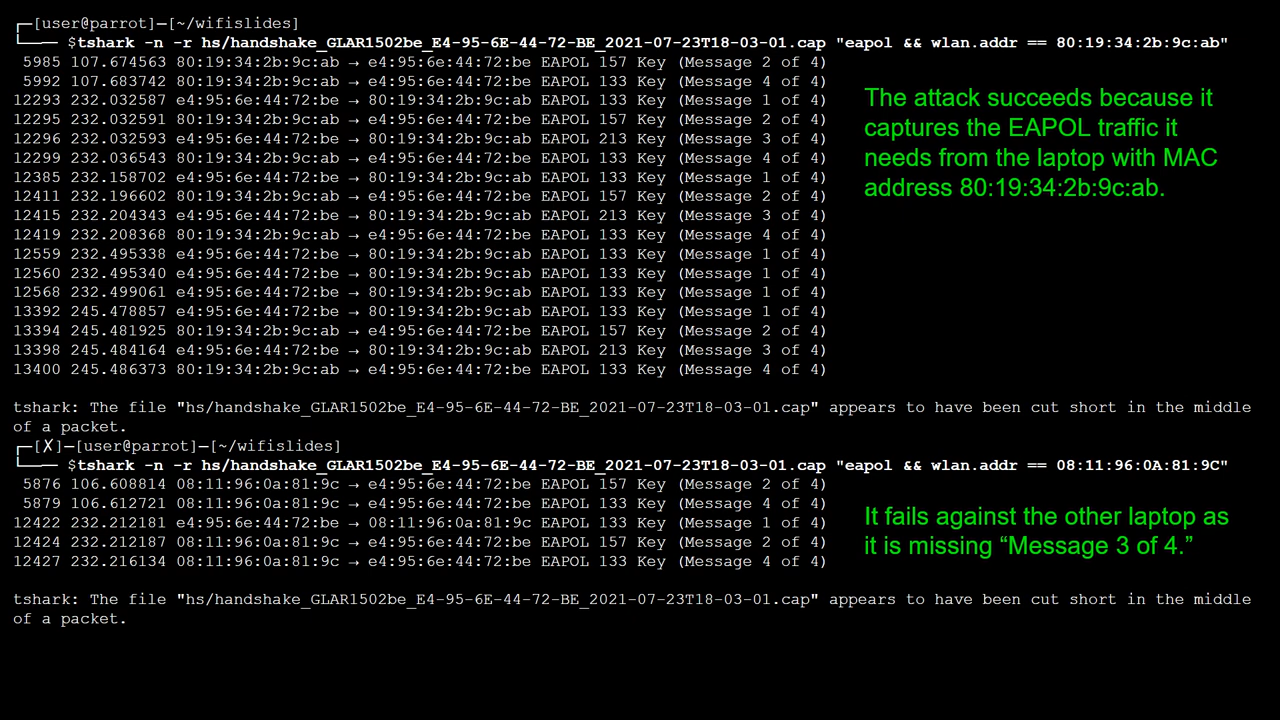 ┌─[user@parrot]─[~/wifislides]
└──── $tshark -n -r hs/handshake_GLAR1502be_E4-95-6E-44-72-BE_2021-07-23T18-03-01.cap "eapol && wlan.addr == 80:19:34:2b:9c:ab"
5985 107.674563 80:19:34:2b:9c:ab → e4:95:6e:44:72:be EAPOL 157 Key (Message 2 of 4)
5992 107.683742 80:19:34:2b:9c:ab → e4:95:6e:44:72:be EAPOL 133 Key (Message 4 of 4)
12293 232.032587 e4:95:6e:44:72:be → 80:19:34:2b:9c:ab EAPOL 133 Key (Message 1 of 4)
12295 232.032591 80:19:34:2b:9c:ab → e4:95:6e:44:72:be EAPOL 157 Key (Message 2 of 4)
12296 232.032593 e4:95:6e:44:72:be → 80:19:34:2b:9c:ab EAPOL 213 Key (Message 3 of 4)
12299 232.036543 80:19:34:2b:9c:ab → e4:95:6e:44:72:be EAPOL 133 Key (Message 4 of 4)
12385 232.158702 e4:95:6e:44:72:be → 80:19:34:2b:9c:ab EAPOL 133 Key (Message 1 of 4)
12411 232.196602 80:19:34:2b:9c:ab → e4:95:6e:44:72:be EAPOL 157 Key (Message 2 of 4)
12415 232.204343 e4:95:6e:44:72:be → 80:19:34:2b:9c:ab EAPOL 213 Key (Message 3 of 4)
12419 232.208368 80:19:34:2b:9c:ab → e4:95:6e:44:72:be EAPOL 133 Key (Message 4 of 4)
12559 232.495338 e4:95:6e:44:72:be → 80:19:34:2b:9c:ab EAPOL 133 Key (Message 1 of 4)
12560 232.495340 e4:95:6e:44:72:be → 80:19:34:2b:9c:ab EAPOL 133 Key (Message 1 of 4)
12568 232.499061 e4:95:6e:44:72:be → 80:19:34:2b:9c:ab EAPOL 133 Key (Message 1 of 4)
13392 245.478857 e4:95:6e:44:72:be → 80:19:34:2b:9c:ab EAPOL 133 Key (Message 1 of 4)
13394 245.481925 80:19:34:2b:9c:ab → e4:95:6e:44:72:be EAPOL 157 Key (Message 2 of 4)
13398 245.484164 e4:95:6e:44:72:be → 80:19:34:2b:9c:ab EAPOL 213 Key (Message 3 of 4)
13400 245.486373 80:19:34:2b:9c:ab → e4:95:6e:44:72:be EAPOL 133 Key (Message 4 of 4)
The attack succeeds because it
captures the EAPOL traffic it
needs from the laptop with MAC
address 80:19:34:2b:9c:ab.
tshark: The file "hs/handshake_GLAR1502be_E4-95-6E-44-72-BE_2021-07-23T18-03-01.cap" appears to have been cut short in the middle
of a packet.
┌─[✗]─[user@parrot]─[~/wifislides]
└──── $tshark -n -r hs/handshake_GLAR1502be_E4-95-6E-44-72-BE_2021-07-23T18-03-01.cap "eapol && wlan.addr == 08:11:96:0A:81:9C"
5876 106.608814 08:11:96:0a:81:9c → e4:95:6e:44:72:be EAPOL 157 Key (Message 2 of 4)
5879 106.612721 08:11:96:0a:81:9c → e4:95:6e:44:72:be EAPOL 133 Key (Message 4 of 4)
12422 232.212181 e4:95:6e:44:72:be → 08:11:96:0a:81:9c EAPOL 133 Key (Message 1 of 4)
12424 232.212187 08:11:96:0a:81:9c → e4:95:6e:44:72:be EAPOL 157 Key (Message 2 of 4)
12427 232.216134 08:11:96:0a:81:9c → e4:95:6e:44:72:be EAPOL 133 Key (Message 4 of 4)
It fails against the other laptop as
it is missing “Message 3 of 4.”
tshark: The file "hs/handshake_GLAR1502be_E4-95-6E-44-72-BE_2021-07-23T18-03-01.cap" appears to have been cut short in the middle
of a packet.